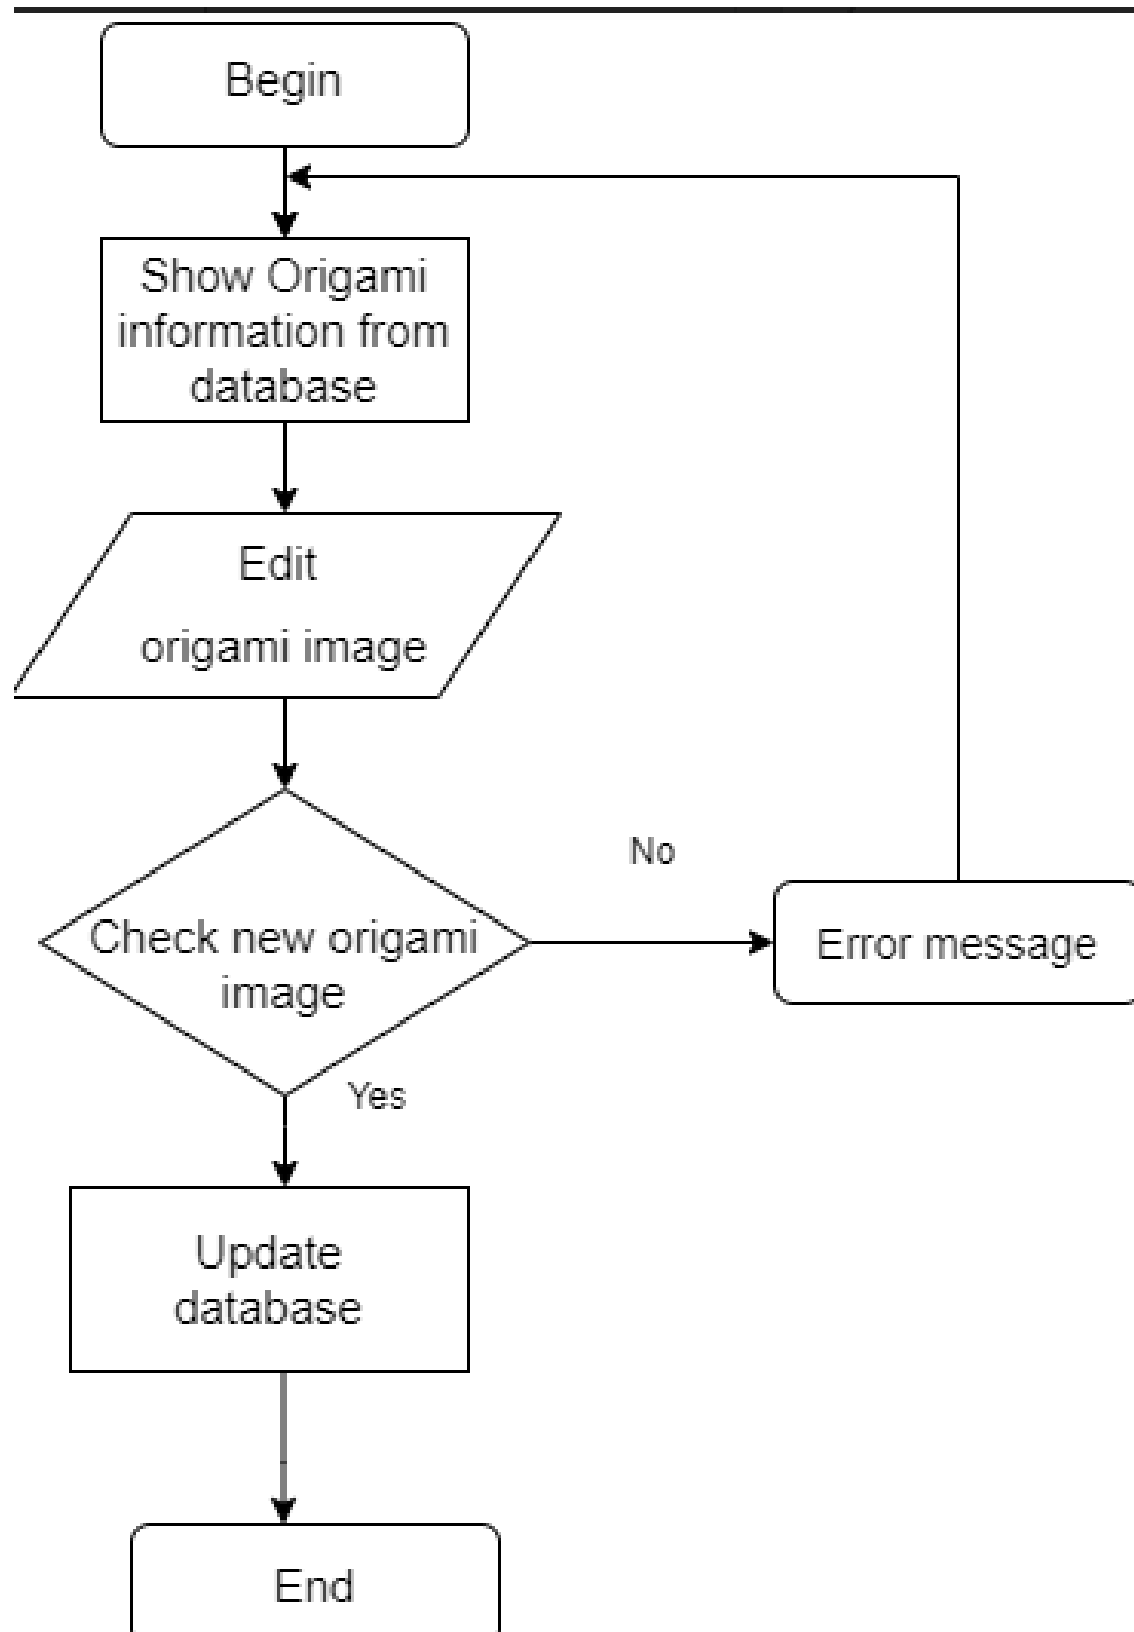 Begin
Show Origami
information from
database
Edit
origami image
No
Check new origami
image
Error message
Yes
Update
database
End